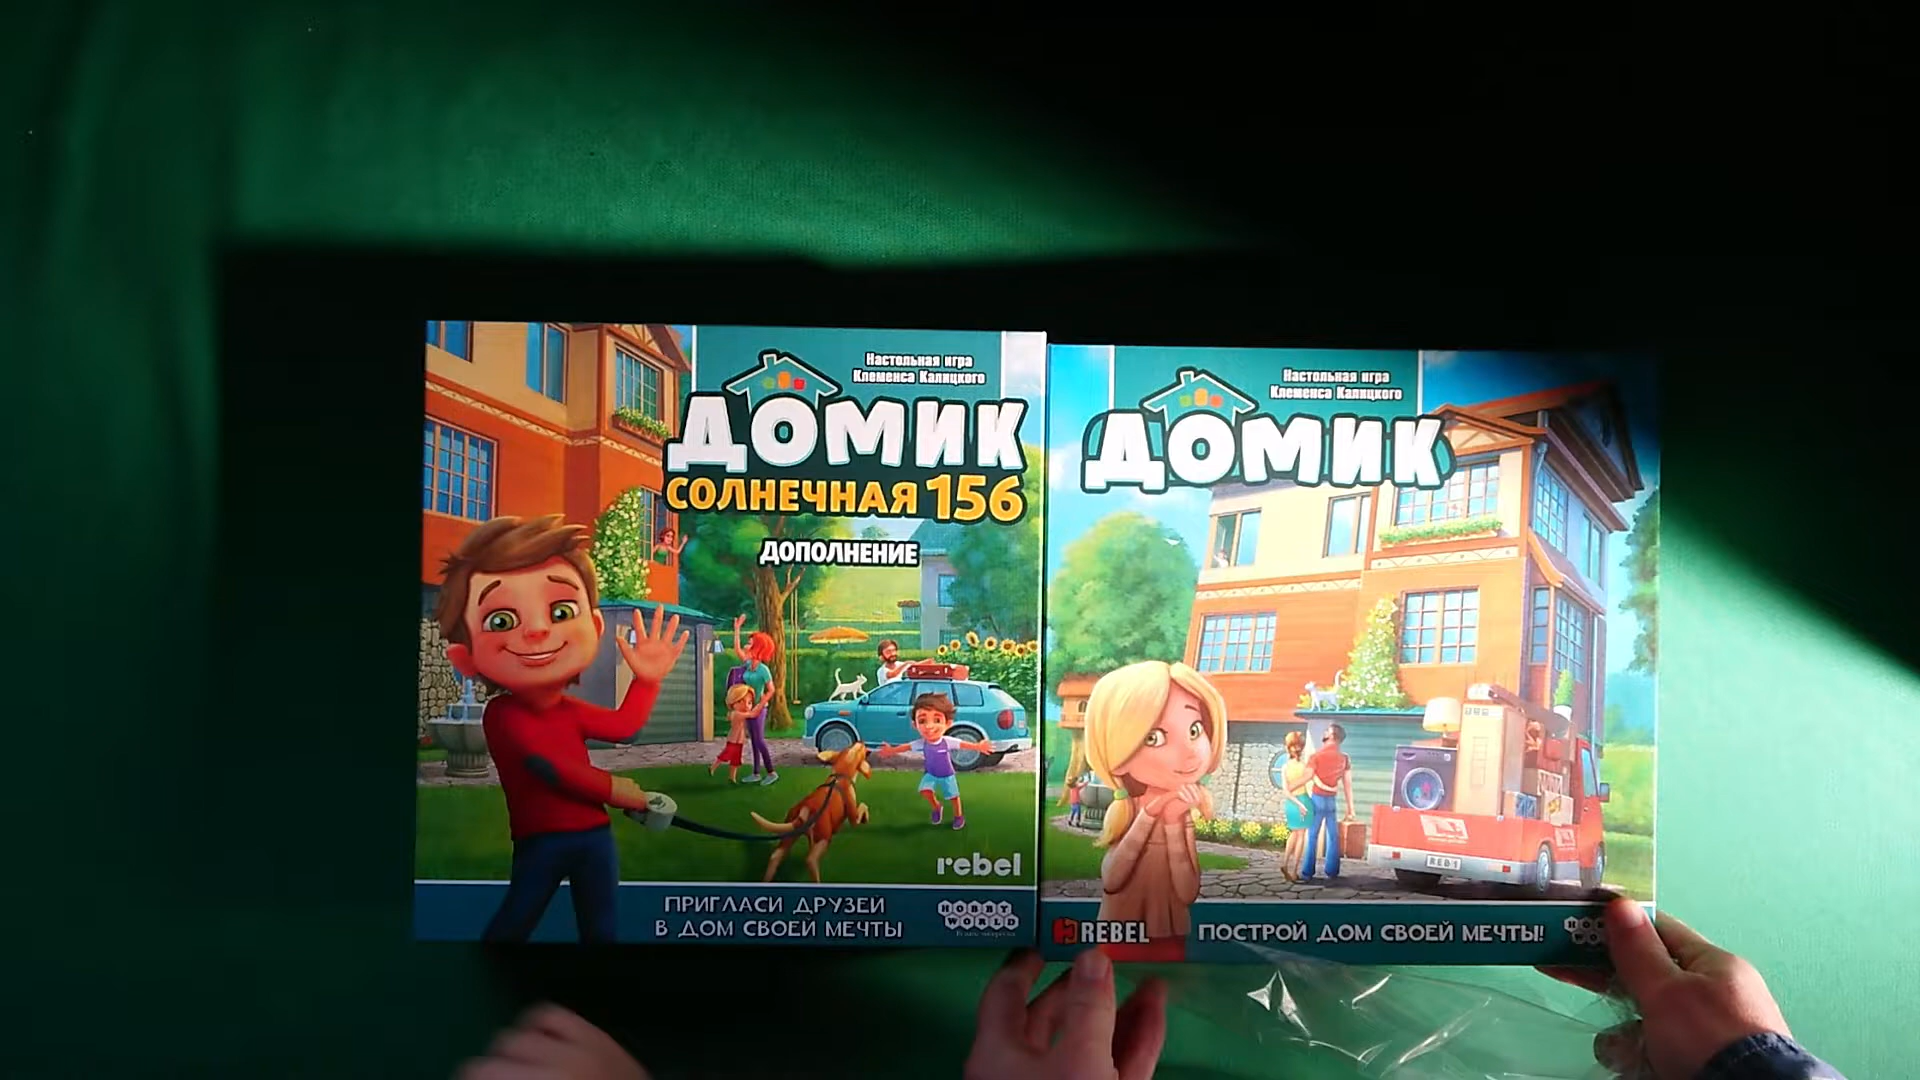 Настольная игра
Клеменса Калицкого
ДОМИК
СОЛНЕЧНАЯ 156
ДОПОЛНЕНИЕ
rebel
ПРИГЛАСИ ДРУЗЕЙ
В ДОМ СВОЕЙ МЕЧТЫ
HOBBY
WORLD
Настольная игра
Клеменса Калицкого
ДОМИК
REB1
REBEL
ПОСТРОЙ ДОМ СВОЕЙ МЕЧТЫ!